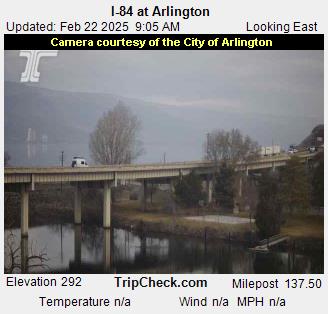 I-84 at Arlington
Updated: Feb 22 2025 9:05 AM Looking East
Camera courtesy of the City of Arlington
Elevation 292 TripCheck.com Milepost 137.50
Temperature n/a Wind n/a MPH n/a